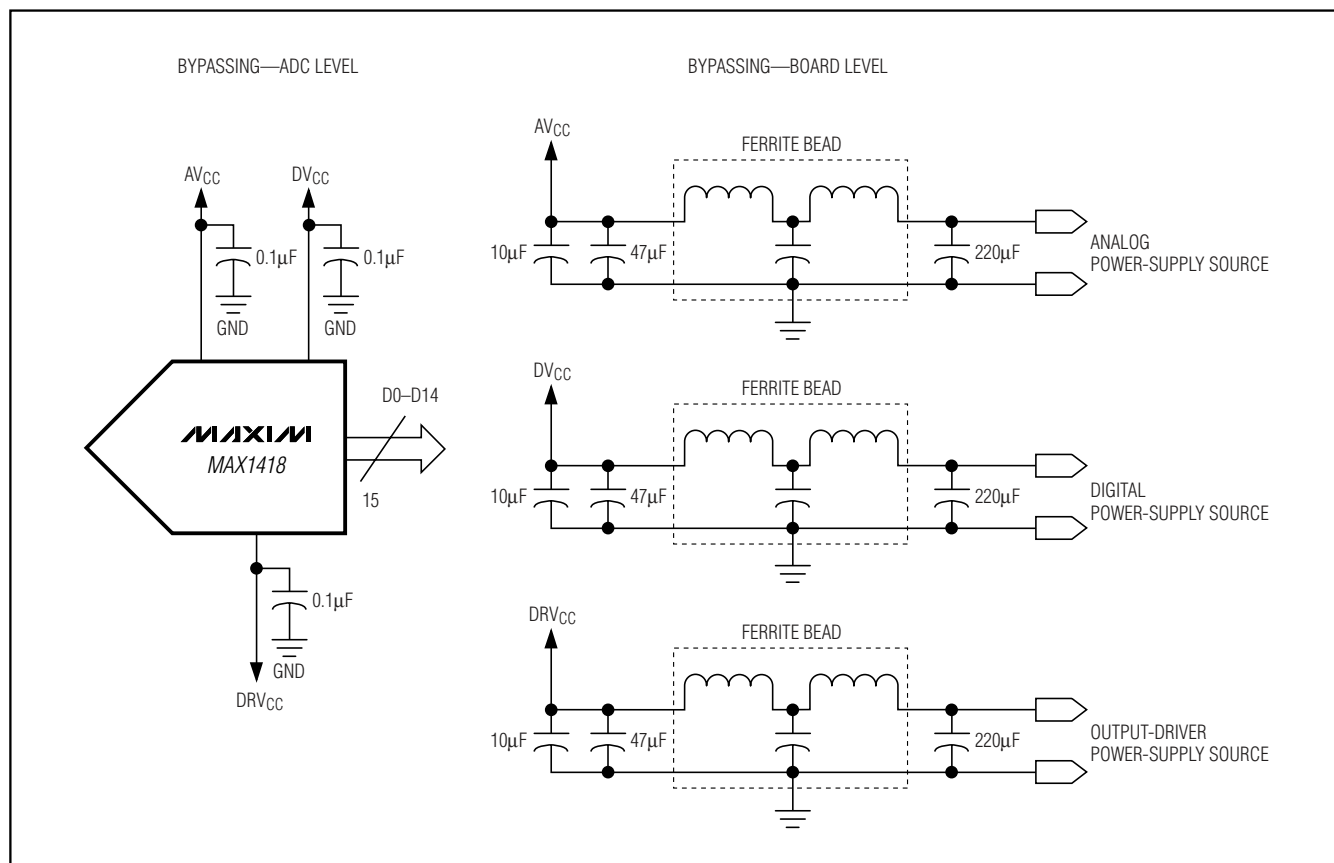 BYPASSING—ADC LEVEL
BYPASSING—BOARD LEVEL
AVCC
DVCC
0.1µF
0.1µF
GND
GND
MAXIM
MAX1418
D0–D14
15
0.1µF
GND
DRVCC
AVCC
FERRITE BEAD
10µF
47µF
220µF
ANALOG
POWER-SUPPLY SOURCE
DVCC
FERRITE BEAD
10µF
47µF
220µF
DIGITAL
POWER-SUPPLY SOURCE
DRVCC
FERRITE BEAD
10µF
47µF
220µF
OUTPUT-DRIVER
POWER-SUPPLY SOURCE